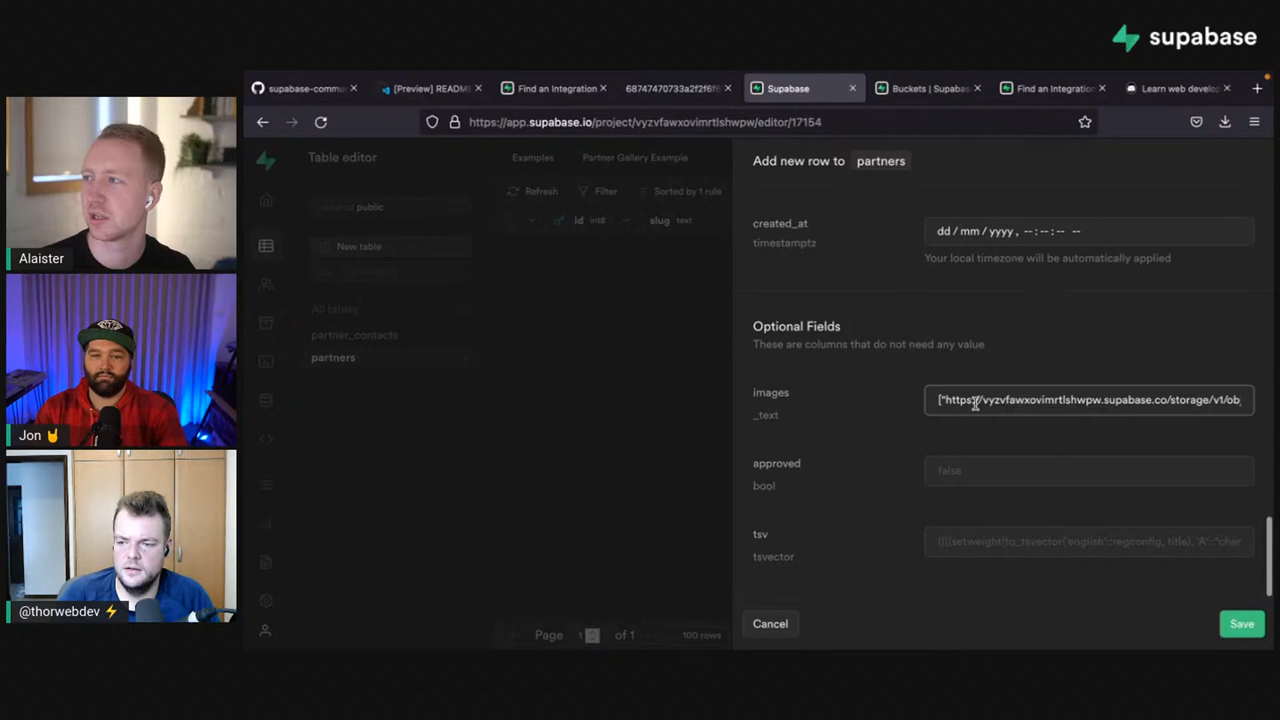 supabase
supabase-commu
[Preview] READM
Find an Integration
68747470733a2f2f6f
Supabase
Buckets | Supabas
Find an Integration
Learn web develop
https://app.supabase.io/project/vyzvfawxovimrtlshwpw/editor/17154
Table editor
Examples
Partner Gallery Example
Add new row to partners
Refresh
Filter
Sorted by 1 rule
public
id int8
slug text
New table
All tables
partner_contacts
partners
created_at
timestamptz
dd / mm / yyyy , -- : -- : -- --
Your local timezone will be automatically applied
Optional Fields
These are columns that do not need any value
images
_text
["https://vyzvfawxovimrtlshwpw.supabase.co/storage/v1/ob
approved
bool
false
tsv
tsvector
((((setweight(to_tsvector('english'::regconfig, title), 'A'::"char
Cancel
Save
Page 1 of 1
100 rows
Alaister
Jon 🤘
@thorwebdev ⚡